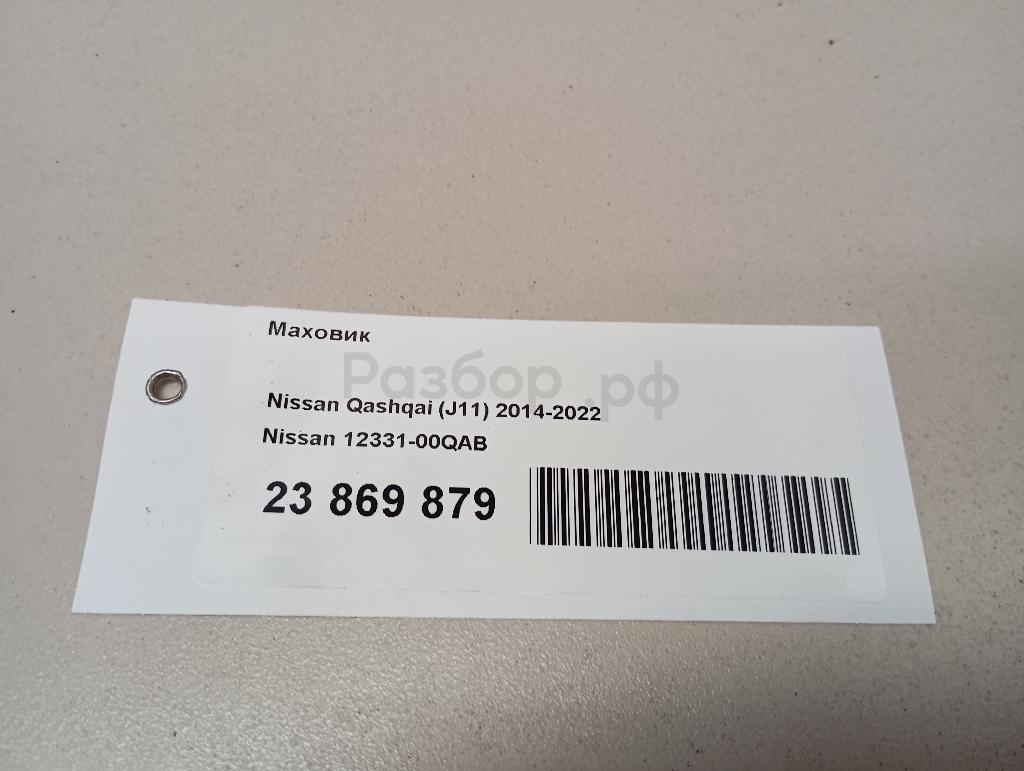 Маховик
Разбор.рф
Nissan Qashqai (J11) 2014-2022
Nissan 12331-00QAB
23 869 879